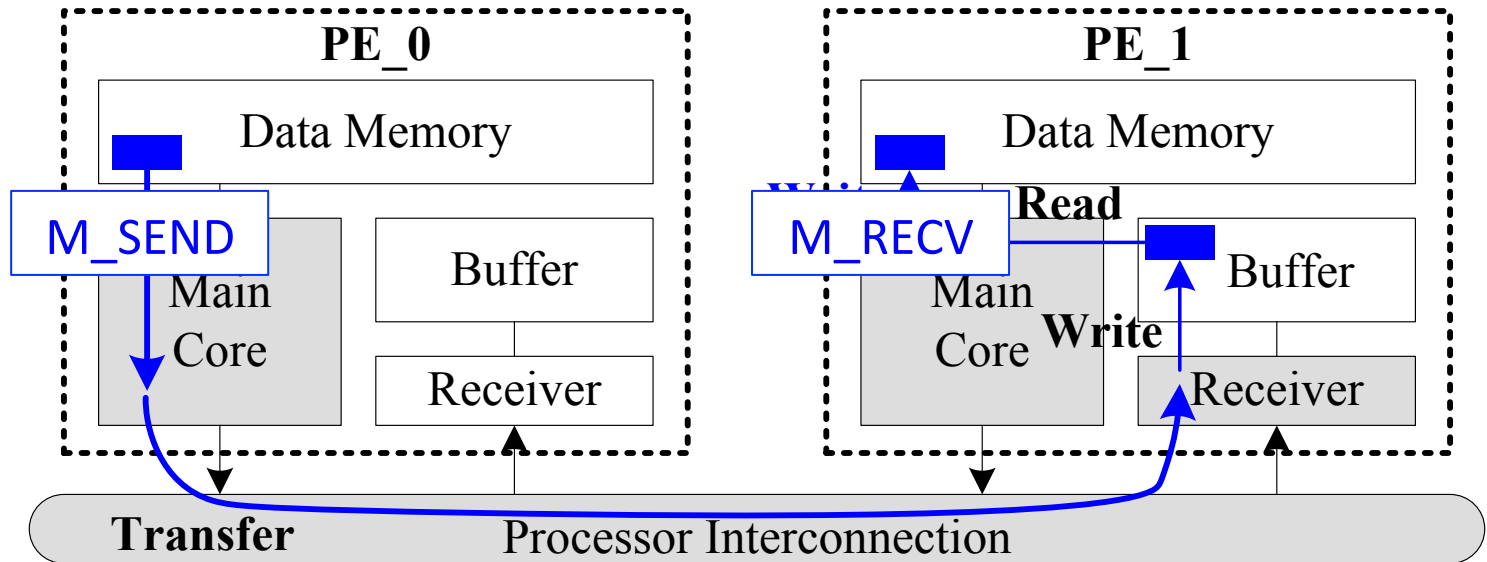 PE_0
Data Memory
M_SEND
Main
Core
Buffer
Receiver
PE_1
Data Memory
Read
M_RECV
Main
Core
Buffer
Write
Receiver
Transfer
Processor Interconnection